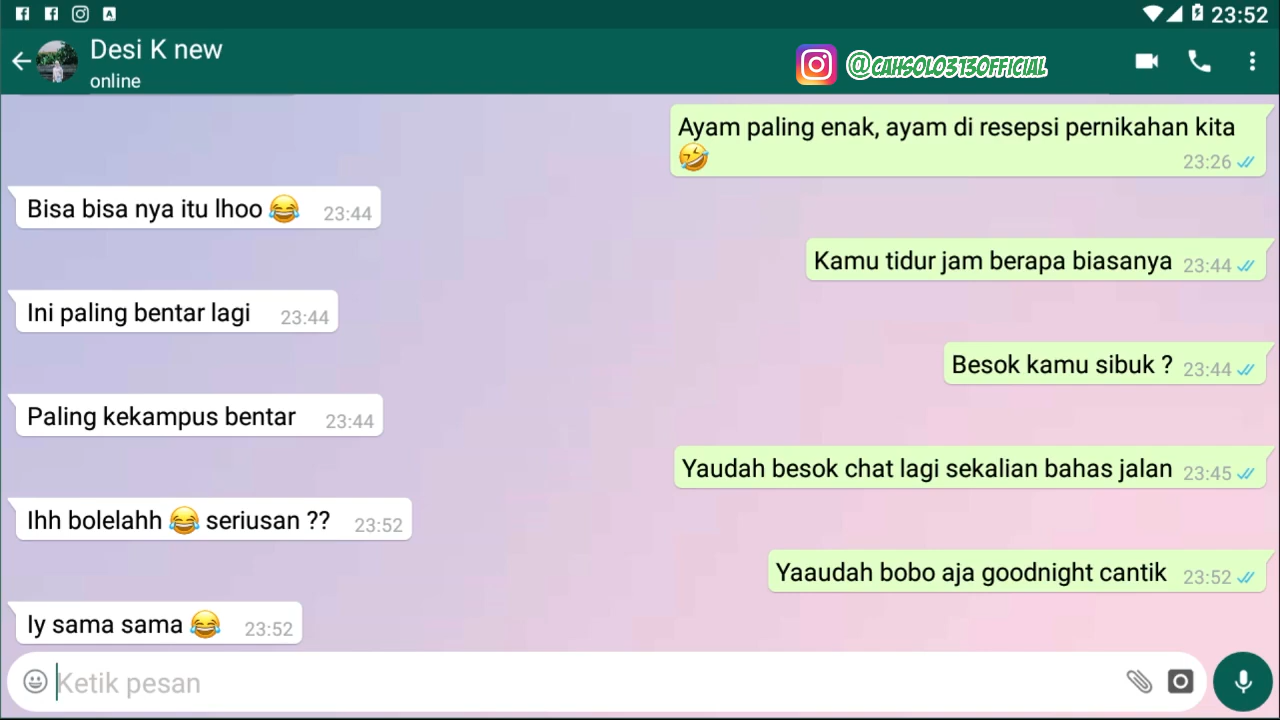 23:52
Desi K new
online
@CAHSOLO313OFFICIAL
Ayam paling enak, ayam di resepsi pernikahan kita
🤣 23:26
Bisa bisa nya itu lhoo 😂 23:44
Kamu tidur jam berapa biasanya 23:44
Ini paling bentar lagi 23:44
Besok kamu sibuk ? 23:44
Paling kekampus bentar 23:44
Yaudah besok chat lagi sekalian bahas jalan 23:45
Ihh bolelahh 😂 seriusan ?? 23:52
Yaaudah bobo aja goodnight cantik 23:52
Iy sama sama 😂 23:52
Ketik pesan